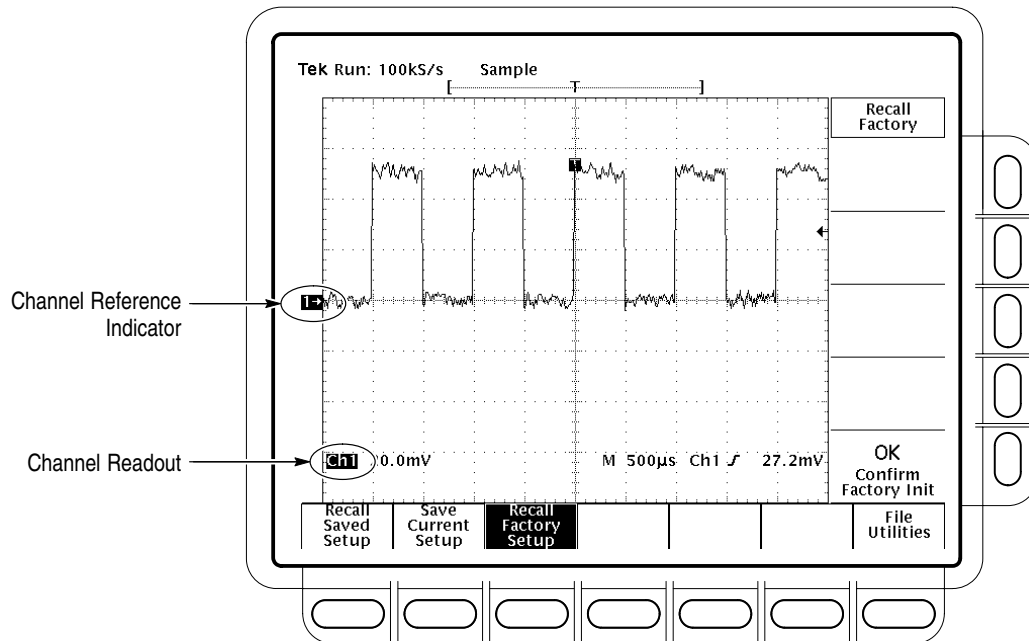 Tek Run: 100kS/s Sample
[ T ]
Recall
Factory
T
Channel Reference
Indicator
1→
Channel Readout
Ch1 0.0mV M 500µs Ch1 27.2mV
OK
Confirm
Factory Init
Recall
Saved
Setup
Save
Current
Setup
Recall
Factory
Setup
File
Utilities